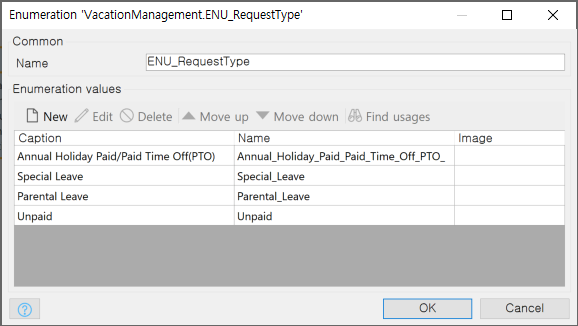 Enumeration 'VacationManagement.ENU_RequestType'
Common
Name ENU_RequestType
Enumeration values
New Edit Delete Move up Move down Find usages
Caption Name Image
Annual Holiday Paid/Paid Time Off(PTO) Annual_Holiday_Paid_Paid_Time_Off_PTO_
Special Leave Special_Leave
Parental Leave Parental_Leave
Unpaid Unpaid
OK Cancel